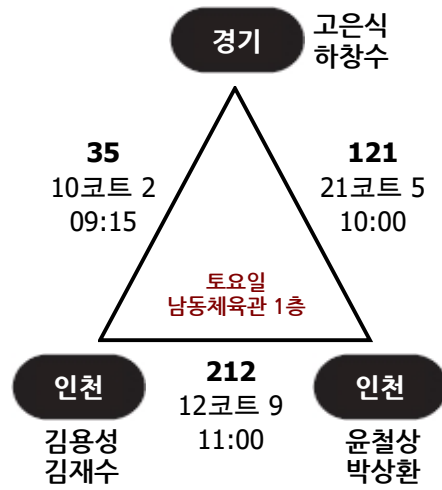 경기
고은식
하창수
35
10코트 2
09:15
121
21코트 5
10:00
토요일
남동체육관 1층
인천
김용성
김재수
212
12코트 9
11:00
인천
윤철상
박상환